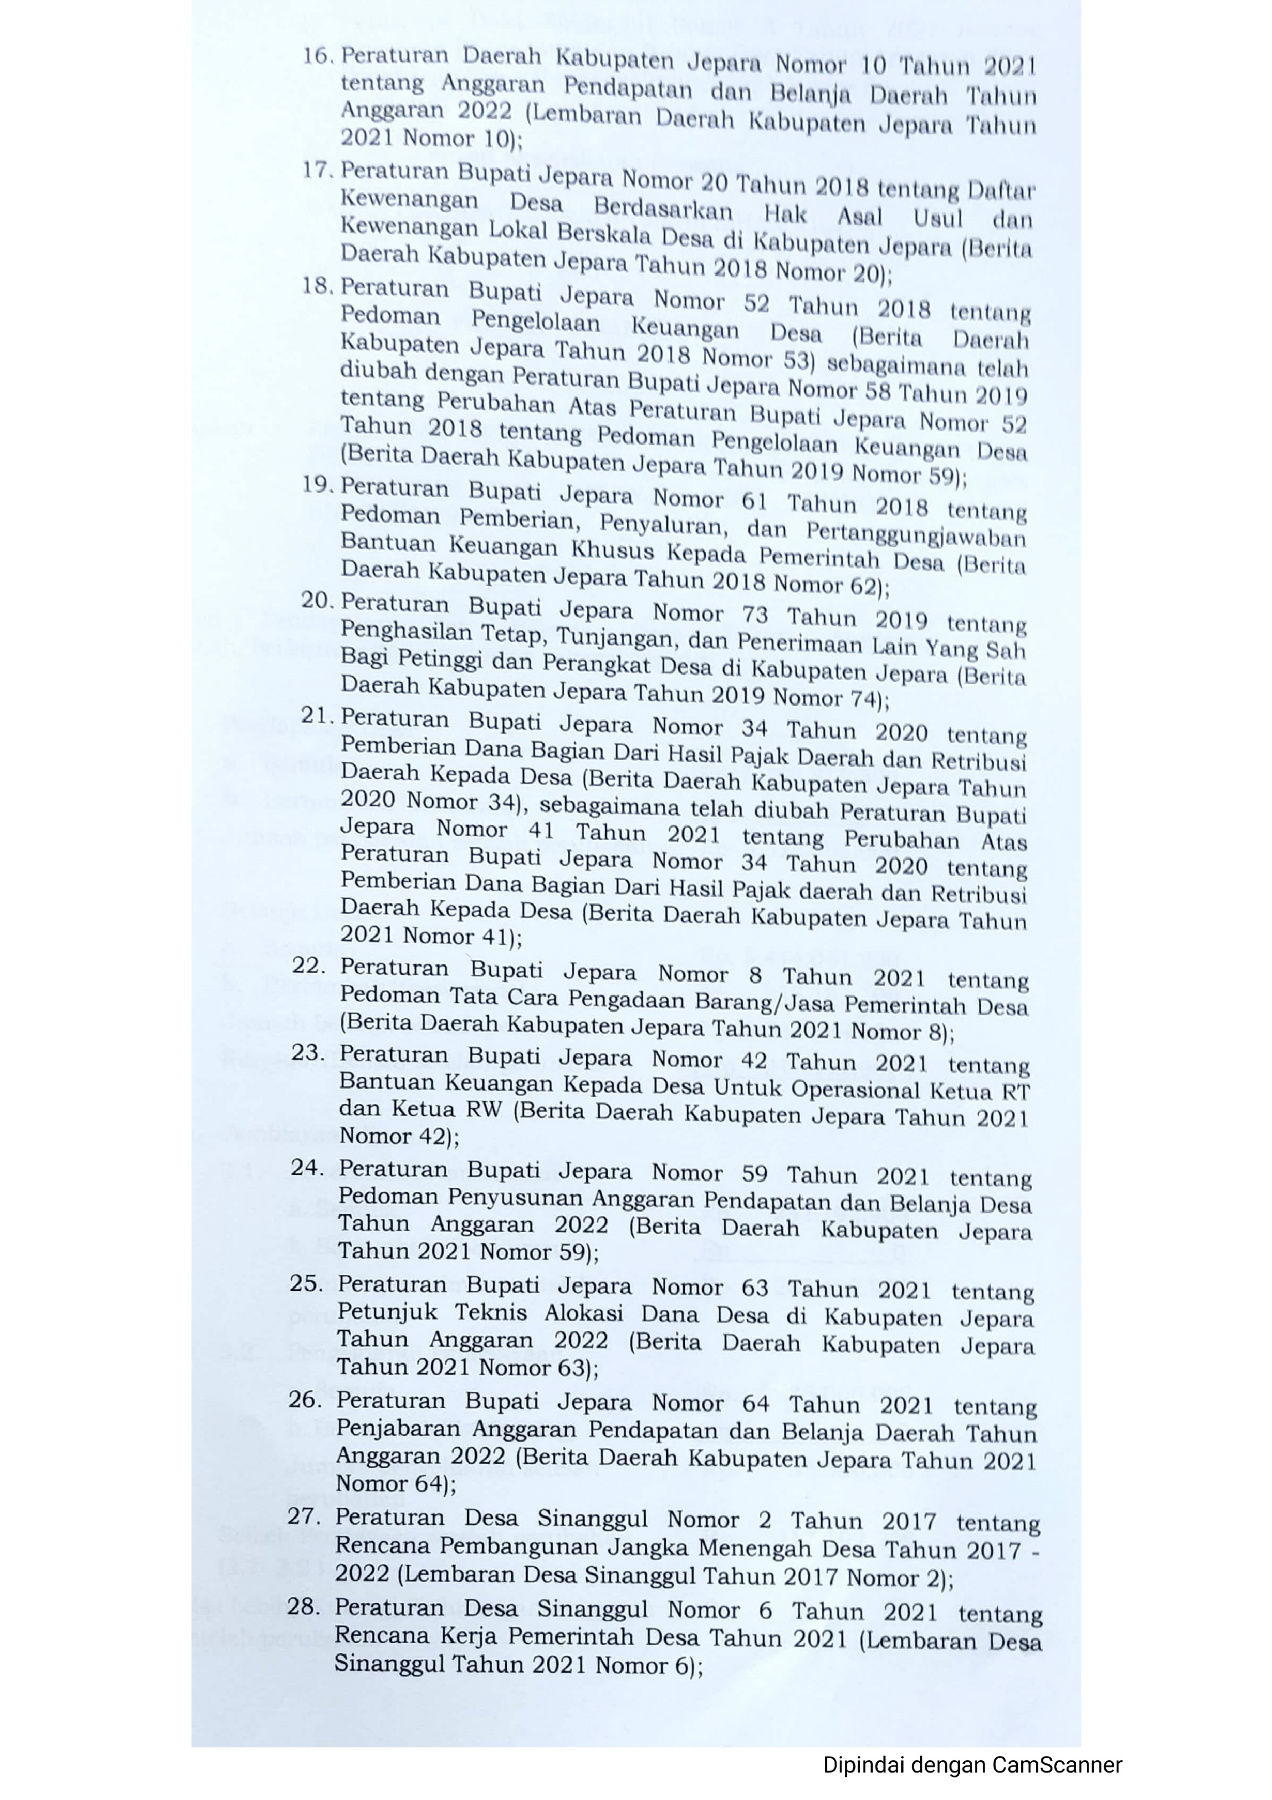 16. Peraturan Daerah Kabupaten Jepara Nomor 10 Tahun 2021
tentang Anggaran Pendapatan dan Belanja Daerah Tahun
Anggaran 2022 (Lembaran Daerah Kabupaten Jepara Tahun
2021 Nomor 10);
17. Peraturan Bupati Jepara Nomor 20 Tahun 2018 tentang Daftar
Kewenangan Desa Berdasarkan Hak Asal Usul dan
Kewenangan Lokal Berskala Desa di Kabupaten Jepara (Berita
Daerah Kabupaten Jepara Tahun 2018 Nomor 20);
18. Peraturan Bupati Jepara Nomor 52 Tahun 2018 tentang
Pedoman Pengelolaan Keuangan Desa (Berita Daerah
Kabupaten Jepara Tahun 2018 Nomor 53) sebagaimana telah
diubah dengan Peraturan Bupati Jepara Nomor 58 Tahun 2019
tentang Perubahan Atas Peraturan Bupati Jepara Nomor 52
Tahun 2018 tentang Pedoman Pengelolaan Keuangan Desa
(Berita Daerah Kabupaten Jepara Tahun 2019 Nomor 59);
19. Peraturan Bupati Jepara Nomor 61 Tahun 2018 tentang
Pedoman Pemberian, Penyaluran, dan Pertanggungjawaban
Bantuan Keuangan Khusus Kepada Pemerintah Desa (Berita
Daerah Kabupaten Jepara Tahun 2018 Nomor 62);
20. Peraturan Bupati Jepara Nomor 73 Tahun 2019 tentang
Penghasilan Tetap, Tunjangan, dan Penerimaan Lain Yang Sah
Bagi Petinggi dan Perangkat Desa di Kabupaten Jepara (Berita
Daerah Kabupaten Jepara Tahun 2019 Nomor 74);
21. Peraturan Bupati Jepara Nomor 34 Tahun 2020 tentang
Pemberian Dana Bagian Dari Hasil Pajak Daerah dan Retribusi
Daerah Kepada Desa (Berita Daerah Kabupaten Jepara Tahun
2020 Nomor 34), sebagaimana telah diubah Peraturan Bupati
Jepara Nomor 41 Tahun 2021 tentang Perubahan Atas
Peraturan Bupati Jepara Nomor 34 Tahun 2020 tentang
Pemberian Dana Bagian Dari Hasil Pajak daerah dan Retribusi
Daerah Kepada Desa (Berita Daerah Kabupaten Jepara Tahun
2021 Nomor 41);
22. Peraturan Bupati Jepara Nomor 8 Tahun 2021 tentang
Pedoman Tata Cara Pengadaan Barang/Jasa Pemerintah Desa
(Berita Daerah Kabupaten Jepara Tahun 2021 Nomor 8);
23. Peraturan Bupati Jepara Nomor 42 Tahun 2021 tentang
Bantuan Keuangan Kepada Desa Untuk Operasional Ketua RT
dan Ketua RW (Berita Daerah Kabupaten Jepara Tahun 2021
Nomor 42);
24. Peraturan Bupati Jepara Nomor 59 Tahun 2021 tentang
Pedoman Penyusunan Anggaran Pendapatan dan Belanja Desa
Tahun Anggaran 2022 (Berita Daerah Kabupaten Jepara
Tahun 2021 Nomor 59);
25. Peraturan Bupati Jepara Nomor 63 Tahun 2021 tentang
Petunjuk Teknis Alokasi Dana Desa di Kabupaten Jepara
Tahun Anggaran 2022 (Berita Daerah Kabupaten Jepara
Tahun 2021 Nomor 63);
26. Peraturan Bupati Jepara Nomor 64 Tahun 2021 tentang
Penjabaran Anggaran Pendapatan dan Belanja Daerah Tahun
Anggaran 2022 (Berita Daerah Kabupaten Jepara Tahun 2021
Nomor 64);
27. Peraturan Desa Sinanggul Nomor 2 Tahun 2017 tentang
Rencana Pembangunan Jangka Menengah Desa Tahun 2017 -
2022 (Lembaran Desa Sinanggul Tahun 2017 Nomor 2);
28. Peraturan Desa Sinanggul Nomor 6 Tahun 2021 tentang
Rencana Kerja Pemerintah Desa Tahun 2021 (Lembaran Desa
Sinanggul Tahun 2021 Nomor 6);
Dipindai dengan CamScanner